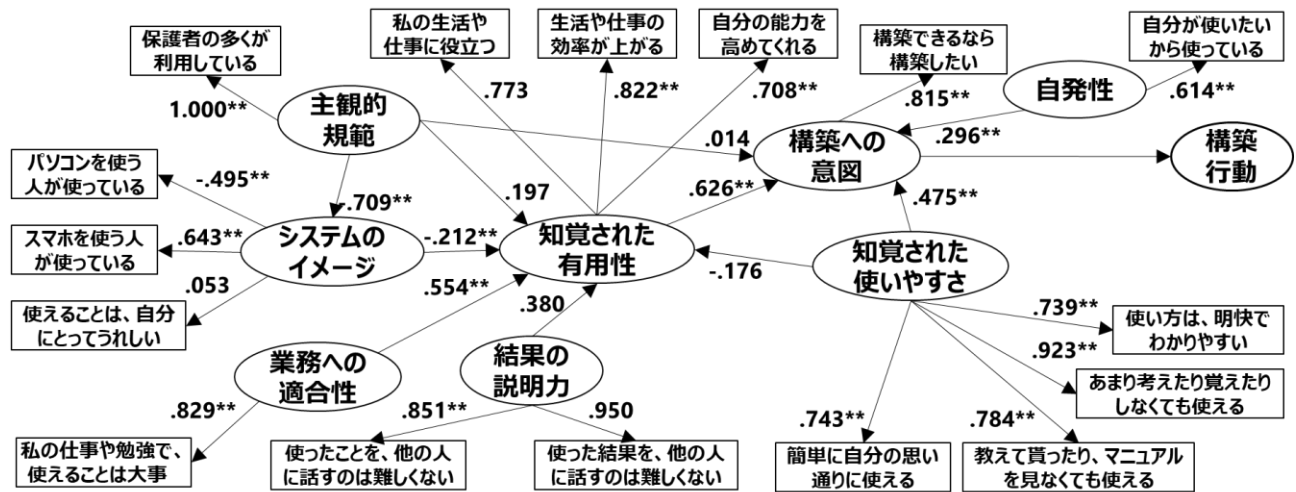 保護者の多くが
利用している
私の生活や
仕事に役立つ
生活や仕事の
効率が上がる
自分の能力を
高めてくれる
構築できるなら
構築したい
自分が使いたい
から使っている
1.000**
主観的
規範
.773
.822**
.708**
.815**
自発性
.614**
.014
構築への
意図
.296**
構築
行動
パソコンを使う
人が使っている
-.495**
-.709**
.197
.626**
.475**
スマホを使う人
が使っている
.643**
システムの
イメージ
-.212**
知覚された
有用性
-.176
知覚された
使いやすさ
.053
使えることは、自分
にとってうれしい
.554**
.380
.739**
使い方は、明快で
わかりやすい
業務への
適合性
結果の
説明力
.923**
あまり考えたり覚えたり
しなくても使える
.829**
.851**
.950
.743**
.784**
私の仕事や勉強で、
使えることは大事
使ったことを、他の人
に話すのは難しくない
使った結果を、他の人
に話すのは難しくない
簡単に自分の思い
通りに使える
教えて貰ったり、マニュアル
を見なくても使える